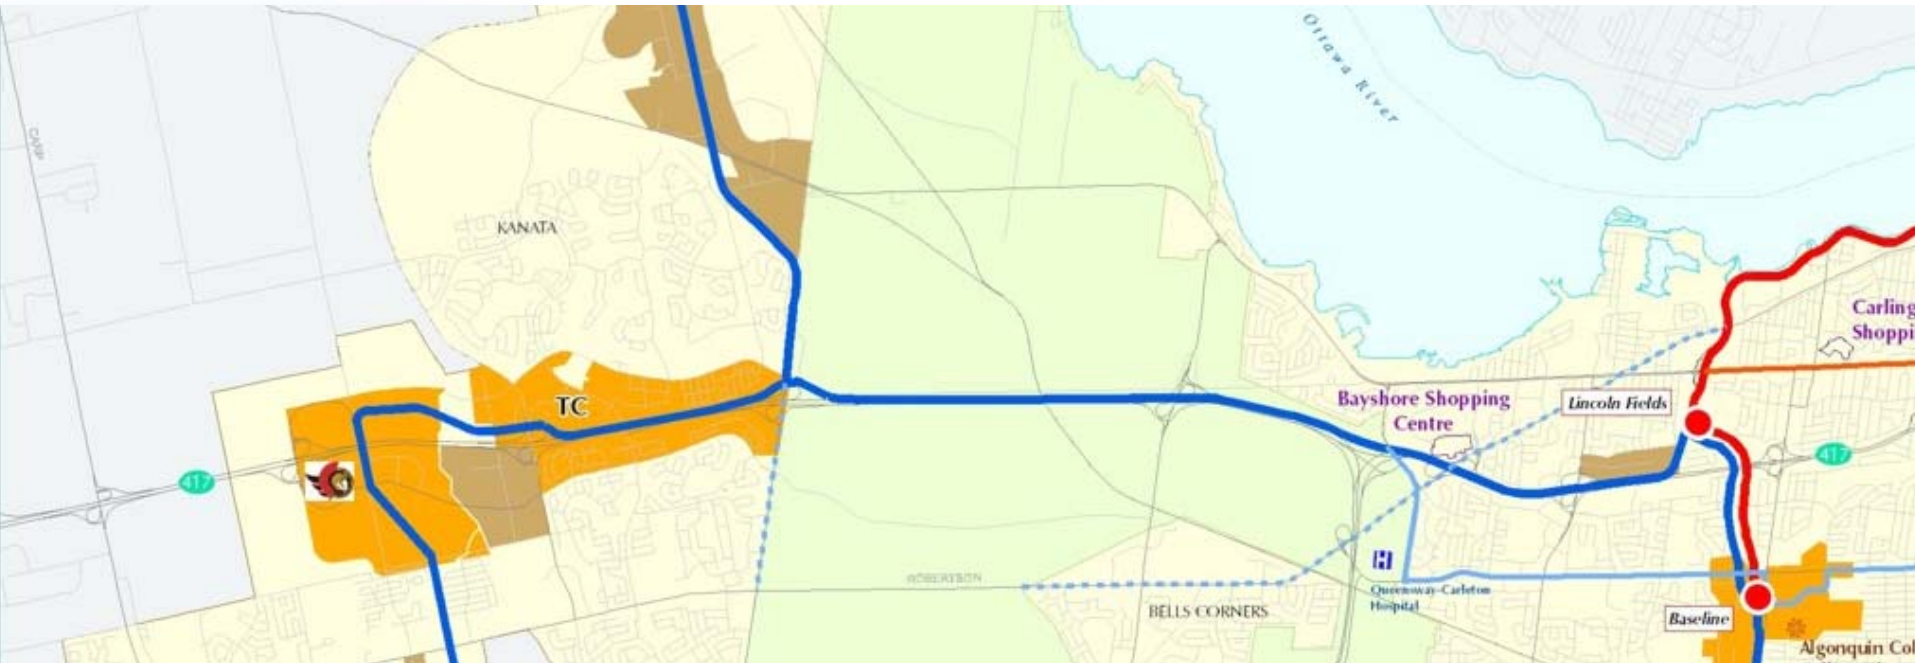 Ottawa River
CARP
KANATA
Carling
Shoppi
TC
Bayshore Shopping
Centre
Lincoln Fields
417
417
H
ROBERTSON
Queensway-Carleton
Hospital
BELLS CORNERS
Baseline
Algonquin Col